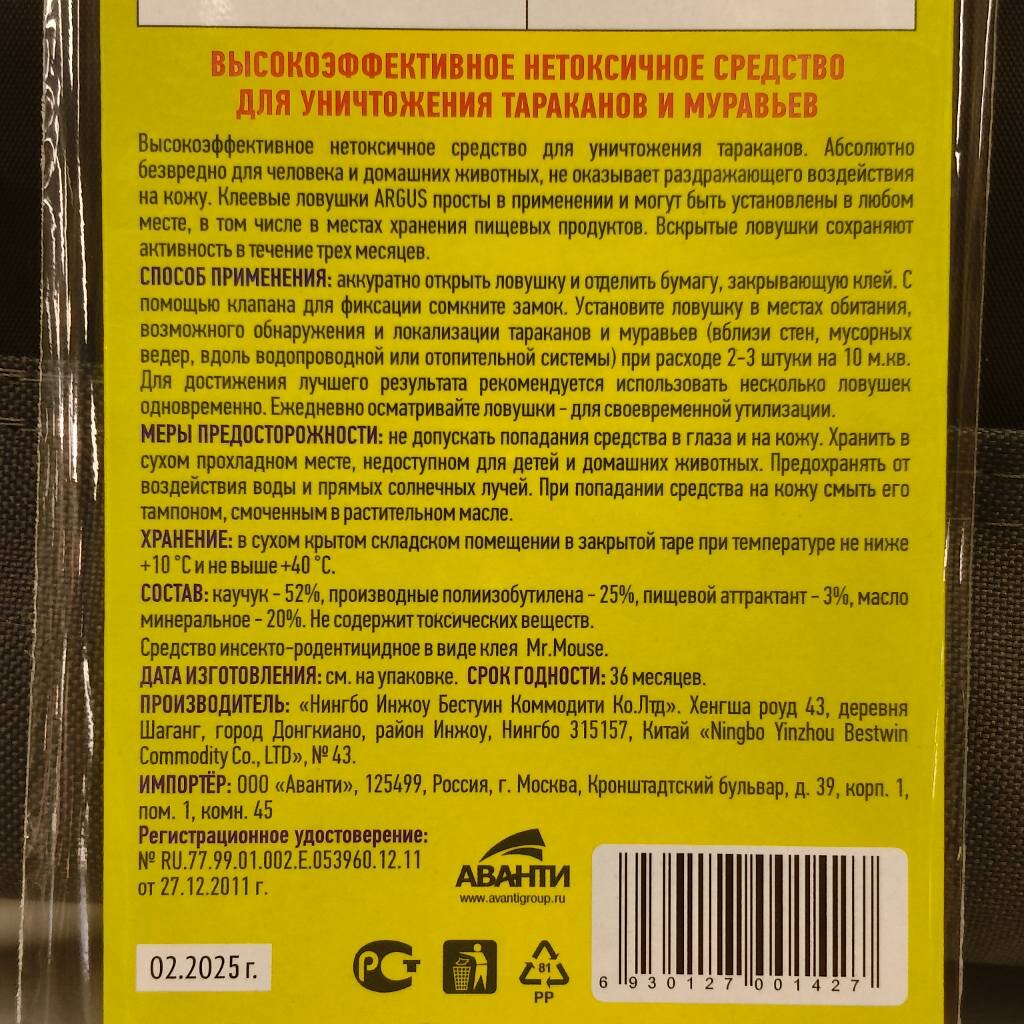 ВЫСОКОЭФФЕКТИВНОЕ НЕТОКСИЧНОЕ СРЕДСТВО
ДЛЯ УНИЧТОЖЕНИЯ ТАРАКАНОВ И МУРАВЬЕВ
Высокоэффективное нетоксичное средство для уничтожения тараканов. Абсолютно
безвредно для человека и домашних животных, не оказывает раздражающего воздействия
на кожу. Клеевые ловушки ARGUS просты в применении и могут быть установлены в любом
месте, в том числе в местах хранения пищевых продуктов. Вскрытые ловушки сохраняют
активность в течение трех месяцев.
СПОСОБ ПРИМЕНЕНИЯ: аккуратно открыть ловушку и отделить бумагу, закрывающую клей. С
помощью клапана для фиксации сомкните замок. Установите ловушку в местах обитания,
возможного обнаружения и локализации тараканов и муравьев (вблизи стен, мусорных
ведер, вдоль водопроводной или отопительной системы) при расходе 2-3 штуки на 10 м.кв.
Для достижения лучшего результата рекомендуется использовать несколько ловушек
одновременно. Ежедневно осматривайте ловушки - для своевременной утилизации.
МЕРЫ ПРЕДОСТОРОЖНОСТИ: не допускать попадания средства в глаза и на кожу. Хранить в
сухом прохладном месте, недоступном для детей и домашних животных. Предохранять от
воздействия воды и прямых солнечных лучей. При попадании средства на кожу смыть его
тампоном, смоченным в растительном масле.
ХРАНЕНИЕ: в сухом крытом складском помещении в закрытой таре при температуре не ниже
+10 °С и не выше +40 °С.
СОСТАВ: каучук - 52%, производные полиизобутилена - 25%, пищевой аттрактант - 3%, масло
минеральное - 20%. Не содержит токсических веществ.
Средство инсекто-родентицидное в виде клея Mr.Mouse.
ДАТА ИЗГОТОВЛЕНИЯ: см. на упаковке. СРОК ГОДНОСТИ: 36 месяцев.
ПРОИЗВОДИТЕЛЬ: «Нингбо Инжоу Бестуин Коммодити Ко.Лтд». Хенгша роуд 43, деревня
Шаганг, город Донгкиано, район Инжоу, Нингбо 315157, Китай «Ningbo Yinzhou Bestwin
Commodity Co., LTD», № 43.
ИМПОРТЁР: ООО «Аванти», 125499, Россия, г. Москва, Кронштадтский бульвар, д. 39, корп. 1,
пом. 1, комн. 45
Регистрационное удостоверение:
№ RU.77.99.01.002.E.053960.12.11
от 27.12.2011 г.
АВАНТИ
www.avantigroup.ru
02.2025 г.
РСТ
81
PP
6 930127 001427